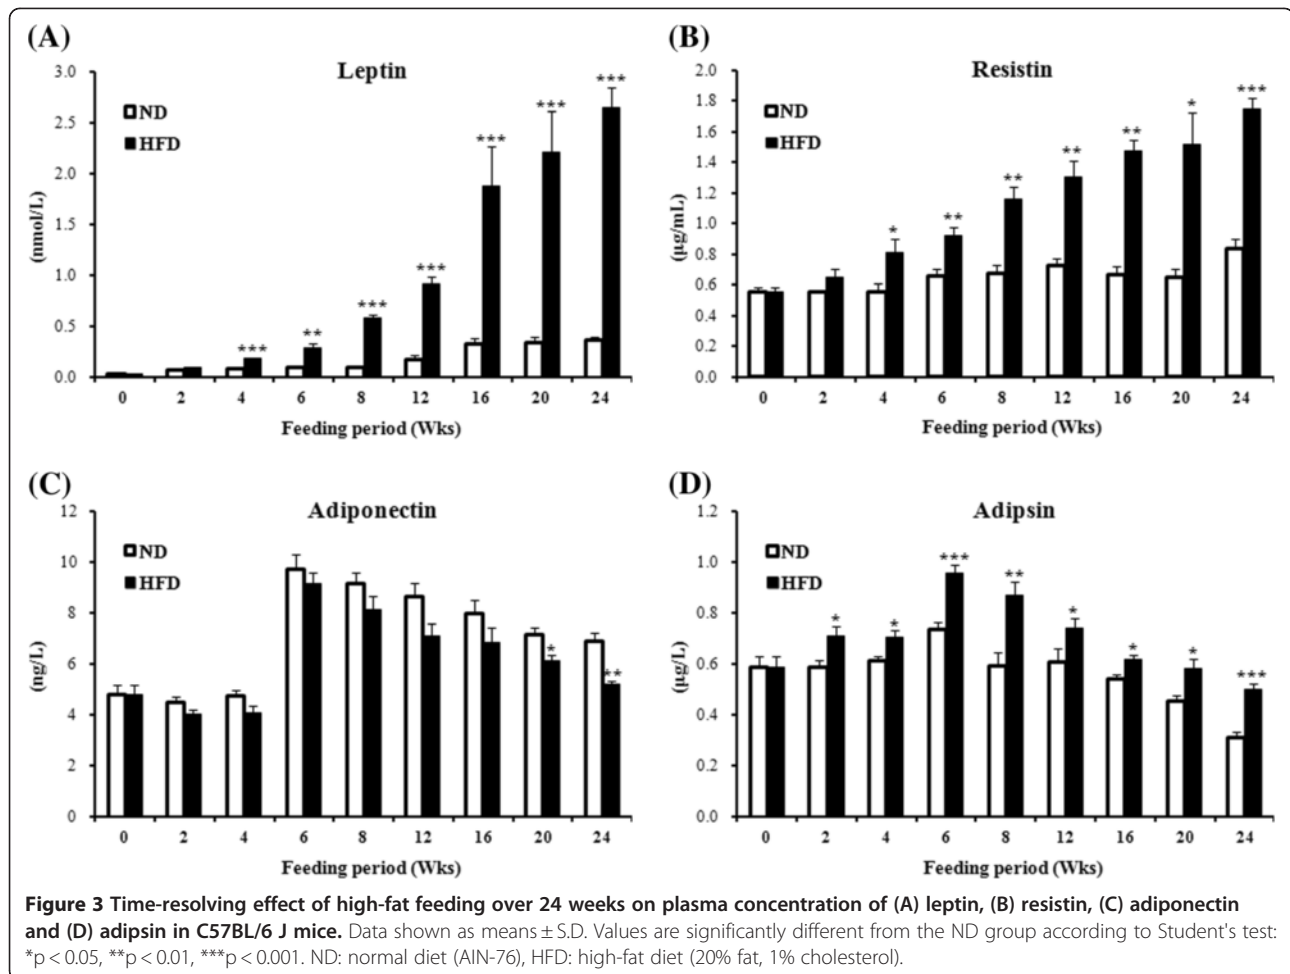 (A)
Leptin
3.0
2.5
2.0
1.5
1.0
0.5
0.0
(nmol/L)
ND
HFD
***
**
***
***
***
***
***
0 2 4 6 8 12 16 20 24
Feeding period (Wks)
(B)
Resistin
2.0
1.8
1.6
1.4
1.2
1.0
0.8
0.6
0.4
0.2
0.0
(µg/mL)
ND
HFD
*
**
**
**
**
*
***
0 2 4 6 8 12 16 20 24
Feeding period (Wks)
(C)
Adiponectin
12
10
8
6
4
2
0
(ng/L)
ND
HFD
*
**
0 2 4 6 8 12 16 20 24
Feeding period (Wks)
(D)
Adipsin
1.2
1.0
0.8
0.6
0.4
0.2
0.0
(µg/L)
ND
HFD
*
*
***
**
*
*
*
***
0 2 4 6 8 12 16 20 24
Feeding period (Wks)
Figure 3 Time-resolving effect of high-fat feeding over 24 weeks on plasma concentration of (A) leptin, (B) resistin, (C) adiponectin
and (D) adipsin in C57BL/6 J mice. Data shown as means ± S.D. Values are significantly different from the ND group according to Student's test:
*p < 0.05, **p < 0.01, ***p < 0.001. ND: normal diet (AIN-76), HFD: high-fat diet (20% fat, 1% cholesterol).